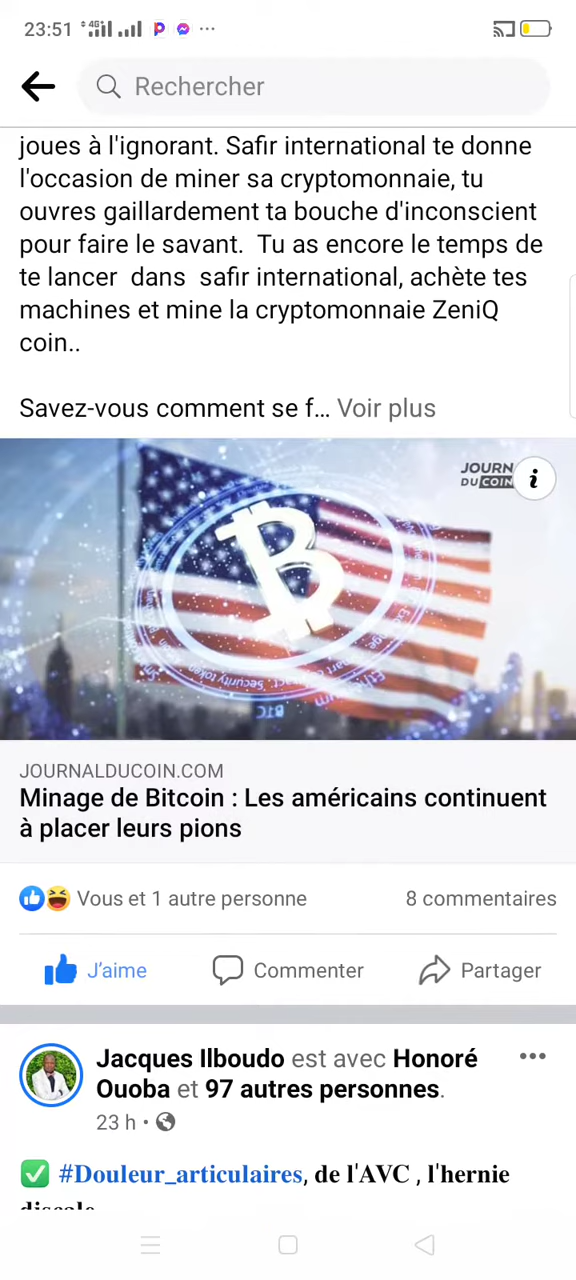 23:51 4G
Rechercher
joues à l'ignorant. Safir international te donne
l'occasion de miner sa cryptomonnaie, tu
ouvres gaillardement ta bouche d'inconscient
pour faire le savant.  Tu as encore le temps de
te lancer  dans  safir international, achète tes
machines et mine la cryptomonnaie ZeniQ
coin..
Savez-vous comment se f... Voir plus
JOURN
DU COIN
i
BTC
JOURNALDUCOIN.COM
Minage de Bitcoin : Les américains continuent
à placer leurs pions
Vous et 1 autre personne 8 commentaires
J'aime Commenter Partager
Jacques Ilboudo est avec Honoré
Ouoba et 97 autres personnes.
23 h •
✅ #Douleur_articulaires, de l'AVC , l'hernie
discale